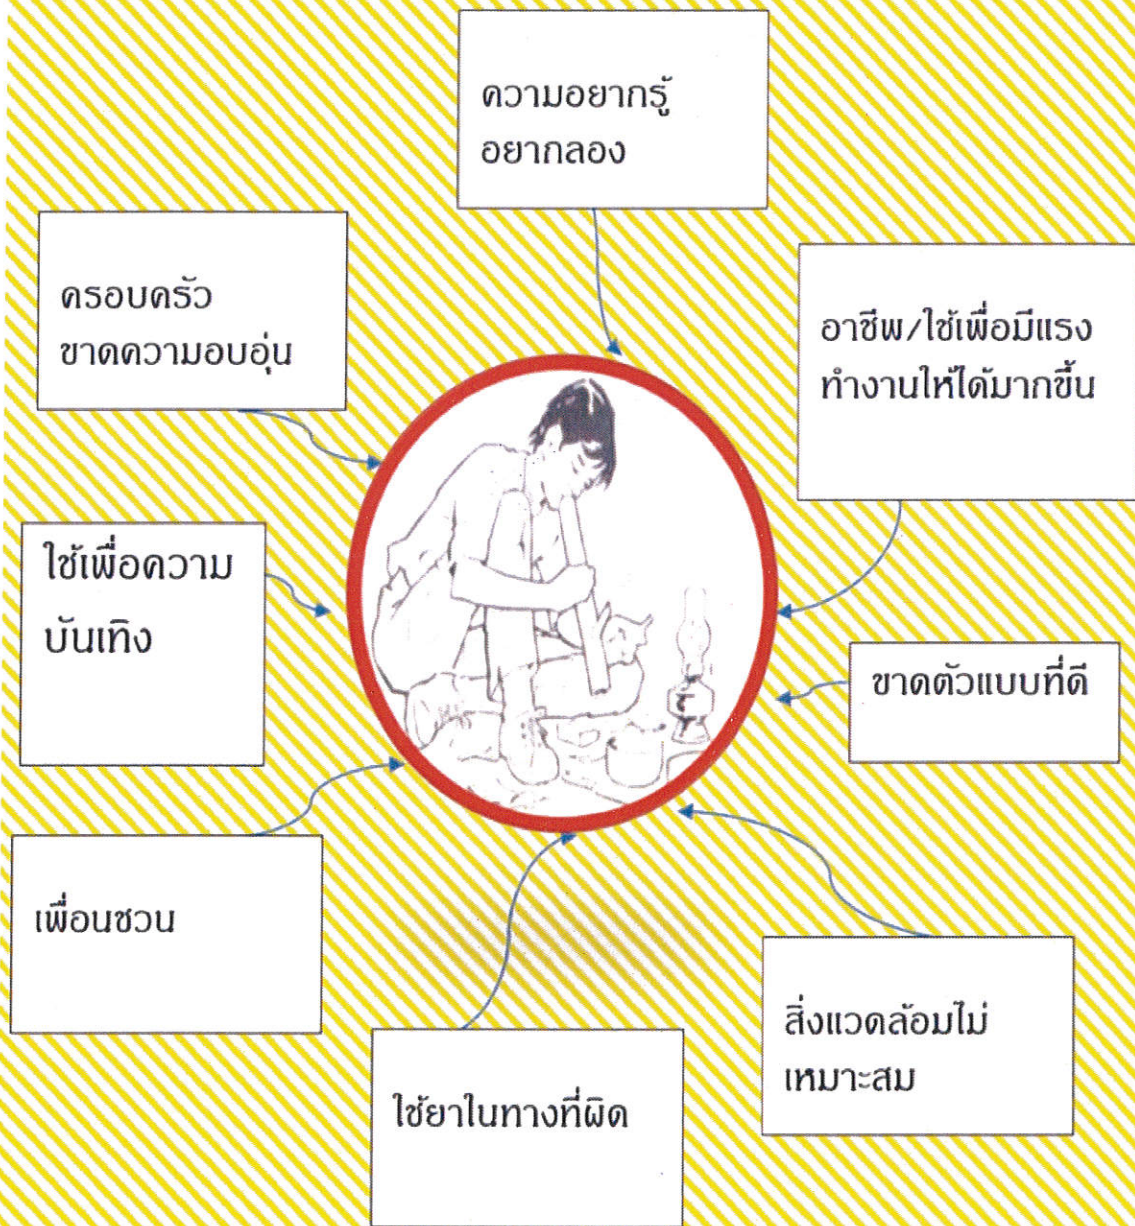 ความอยากรู้
อยากลอง
ครอบครัว
ขาดความอบอุ่น
อาชีพ/ใช้เพื่อมีแรง
ทำงานให้ได้มากขึ้น
ใช้เพื่อความ
บันเทิง
ขาดตัวแบบที่ดี
เพื่อนชวน
สิ่งแวดล้อมไม่
เหมาะสม
ใช้ยาในทางที่ผิด